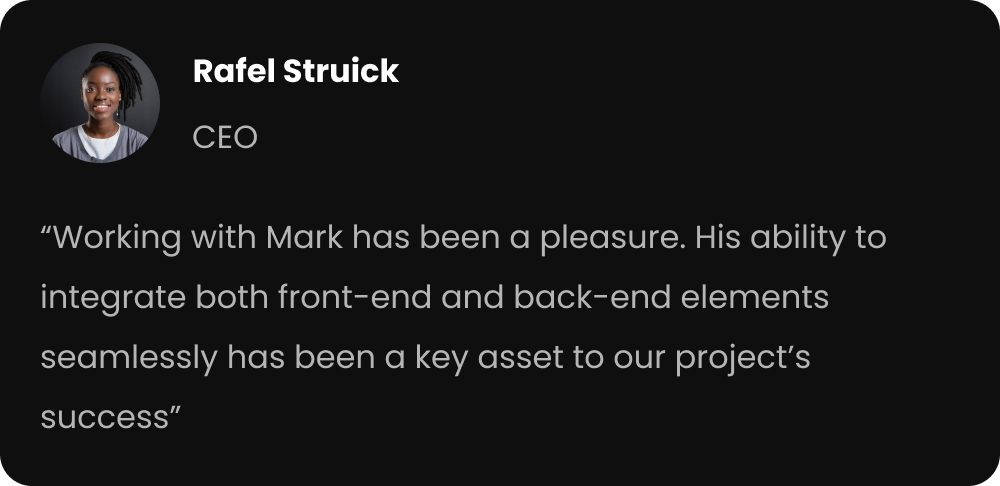 Rafel Struick
CEO
“Working with Mark has been a pleasure. His ability to
integrate both front-end and back-end elements
seamlessly has been a key asset to our project’s
success”